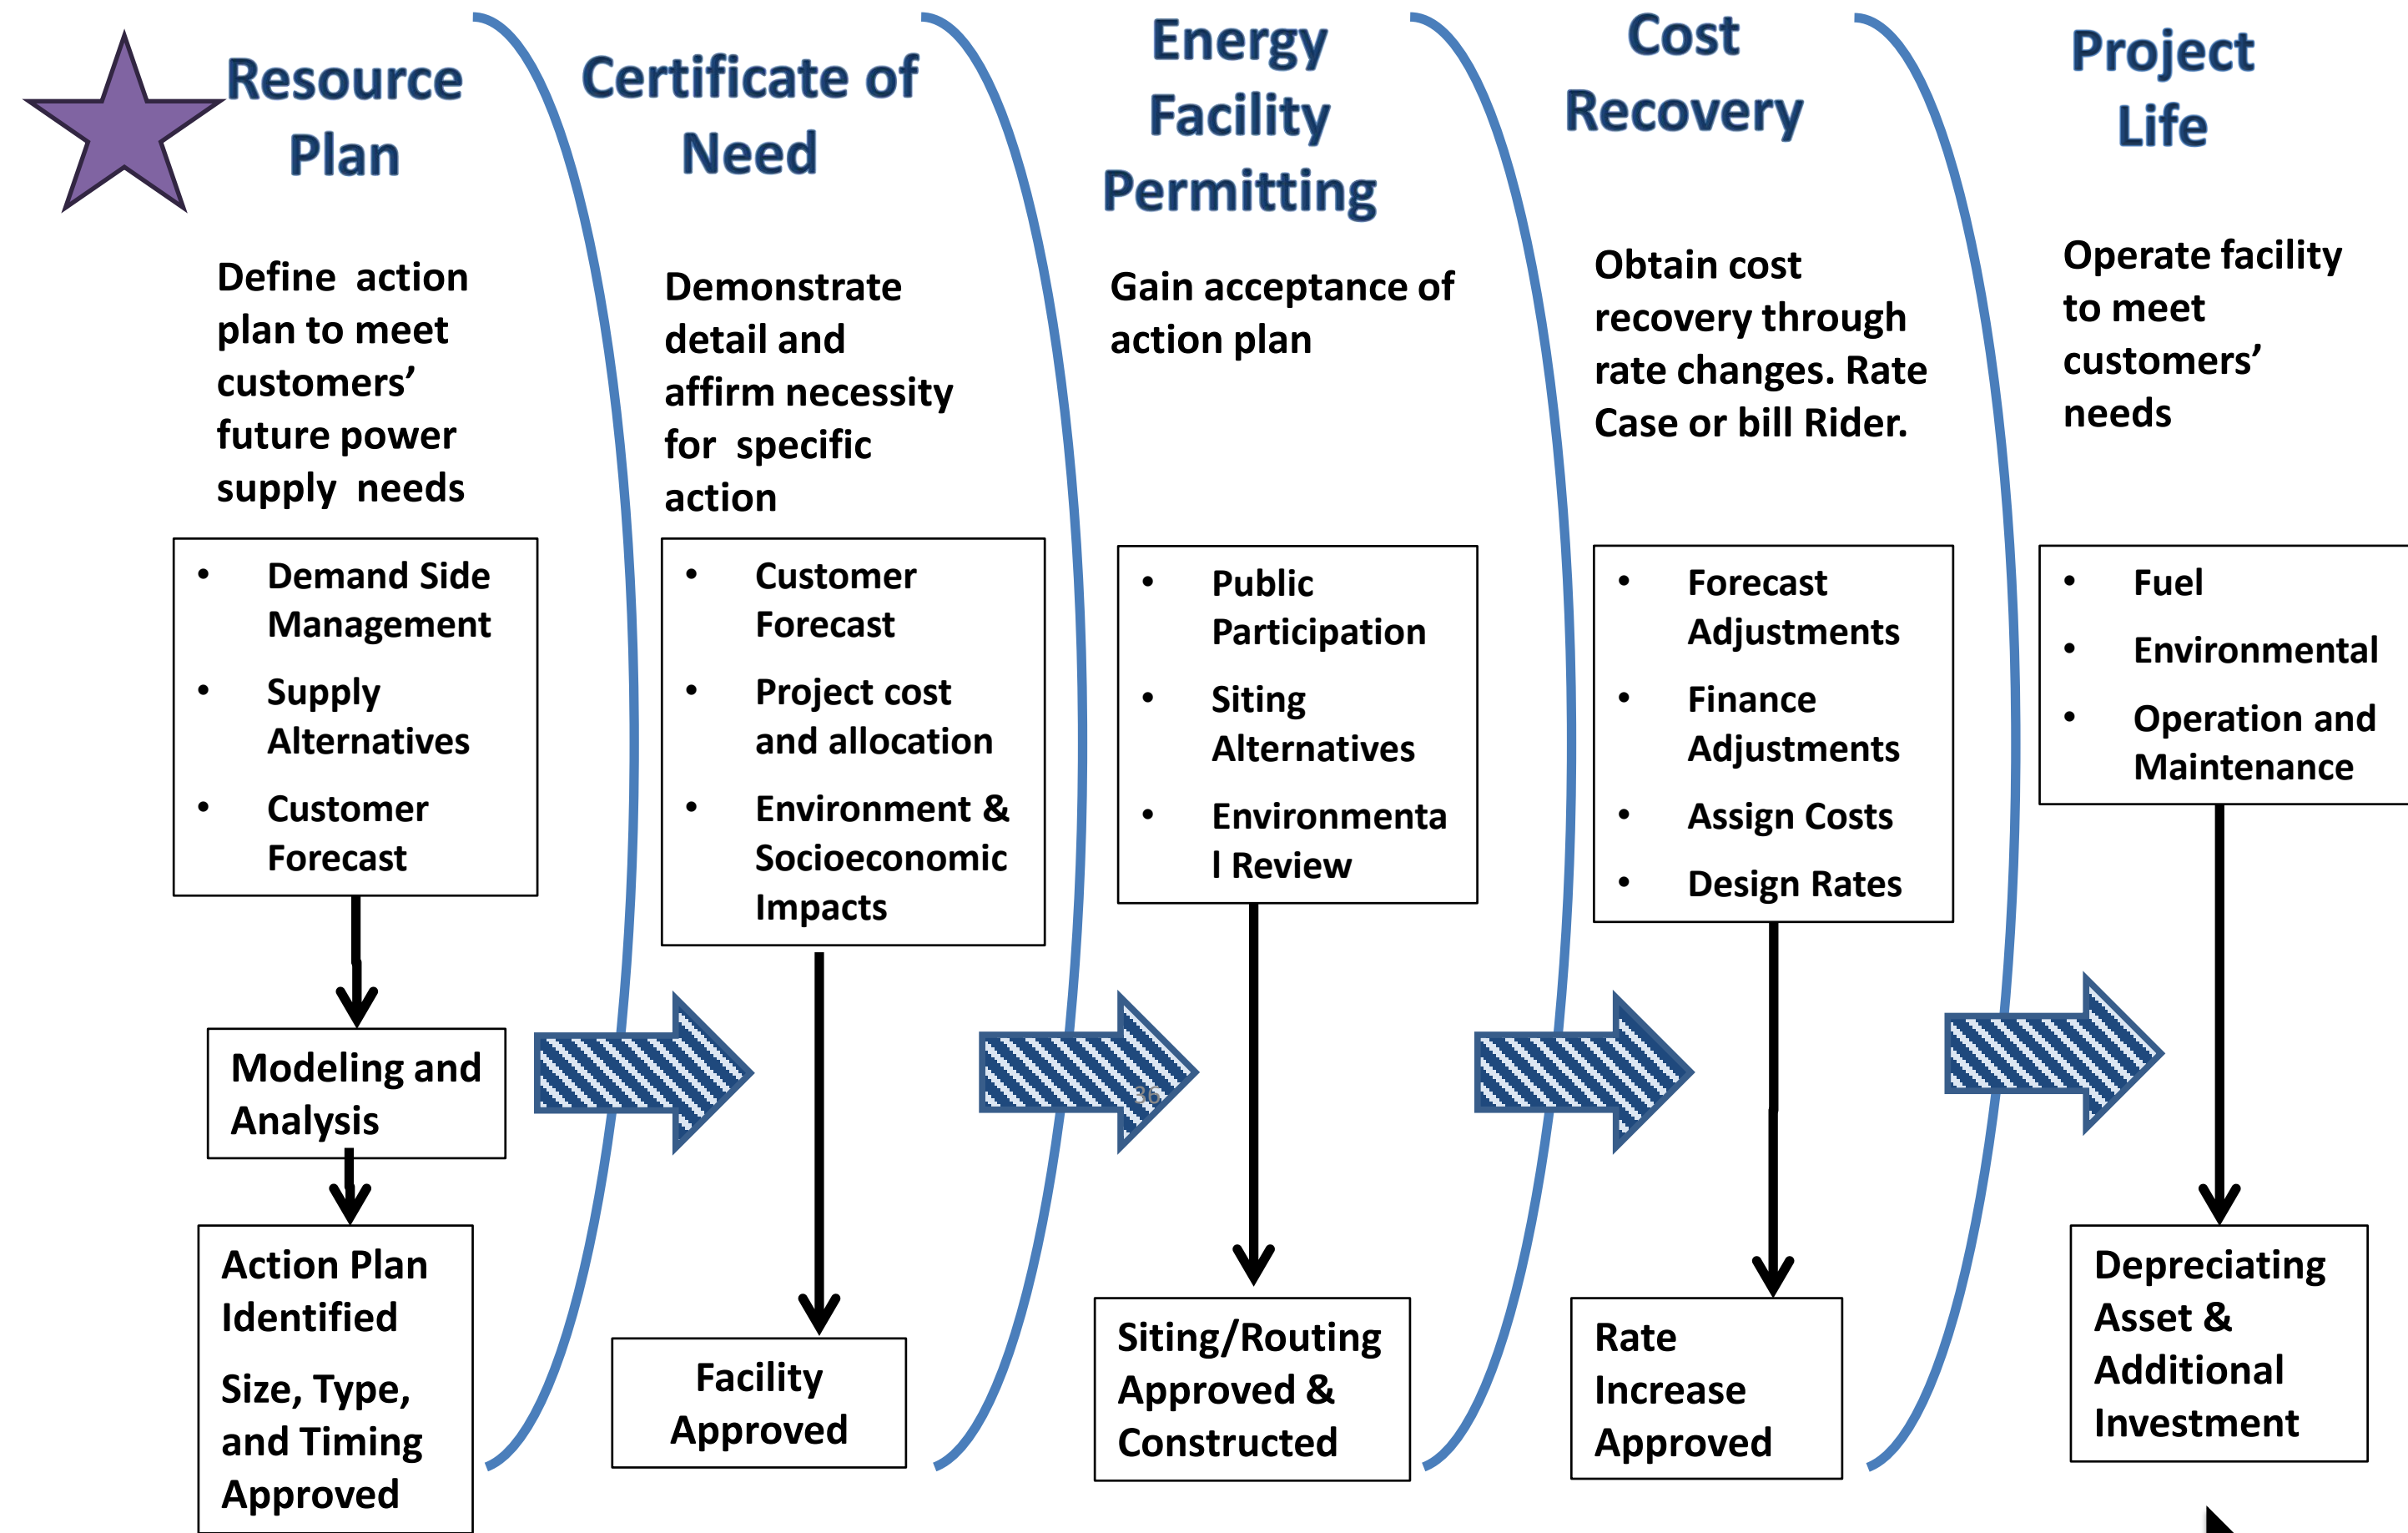 Resource
Plan
Define action
plan to meet
customers’
future power
supply needs
• Demand Side
Management
• Supply
Alternatives
• Customer
Forecast
Modeling and
Analysis
Action Plan
Identified
Size, Type,
and Timing
Approved
Certificate of
Need
Demonstrate
detail and
affirm necessity
for specific
action
• Customer
Forecast
• Project cost
and allocation
• Environment &
Socioeconomic
Impacts
Facility
Approved
Energy
Facility
Permitting
Gain acceptance of
action plan
• Public
Participation
• Siting
Alternatives
• Environmenta
l Review
36
Siting/Routing
Approved &
Constructed
Cost
Recovery
Obtain cost
recovery through
rate changes. Rate
Case or bill Rider.
• Forecast
Adjustments
• Finance
Adjustments
• Assign Costs
• Design Rates
Rate
Increase
Approved
Project
Life
Operate facility
to meet
customers’
needs
• Fuel
• Environmental
• Operation and
Maintenance
Depreciating
Asset &
Additional
Investment